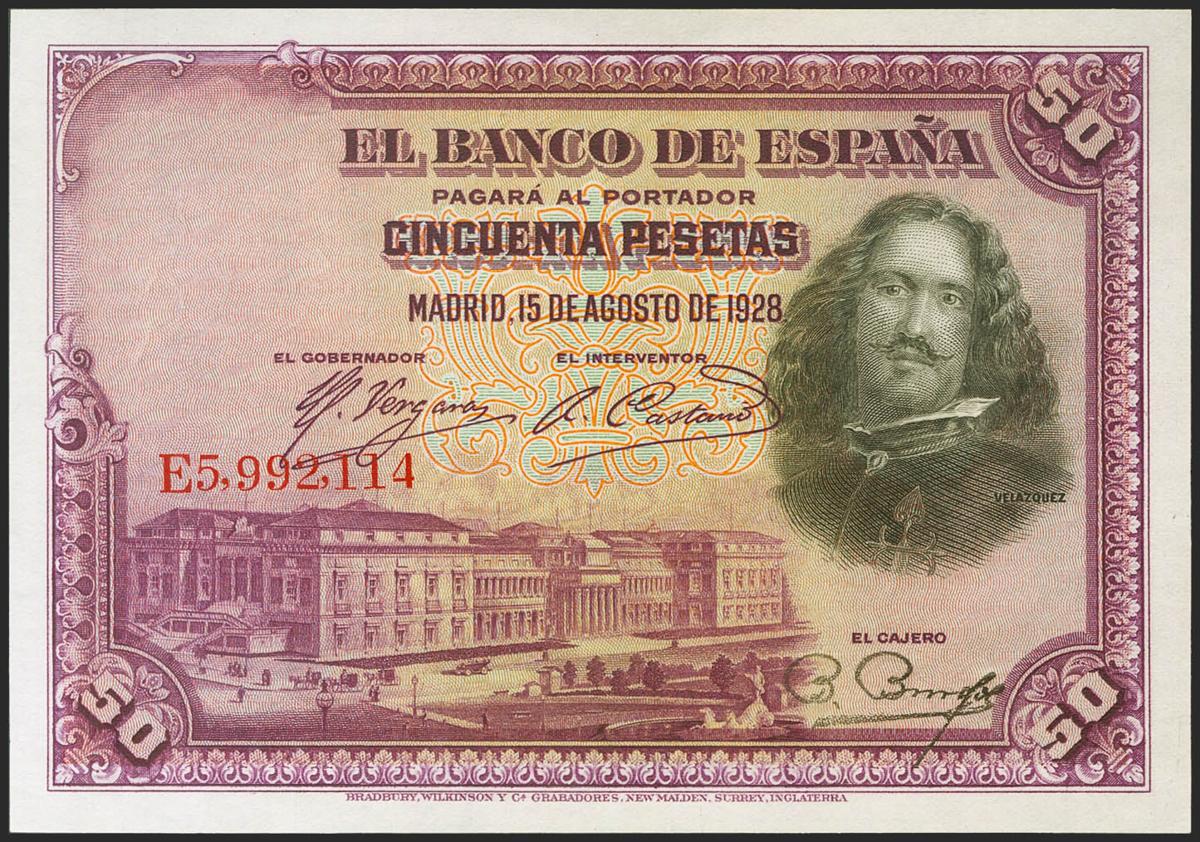 50
EL BANCO DE ESPAÑA
PAGARÁ AL PORTADOR
CINCUENTA PESETAS
MADRID, 15 DE AGOSTO DE 1928
EL GOBERNADOR EL INTERVENTOR
E5,992,114
VELAZQUEZ
EL CAJERO
50
50
BRADBURY, WILKINSON Y Cª GRABADORES, NEW MALDEN, SURREY, INGLATERRA